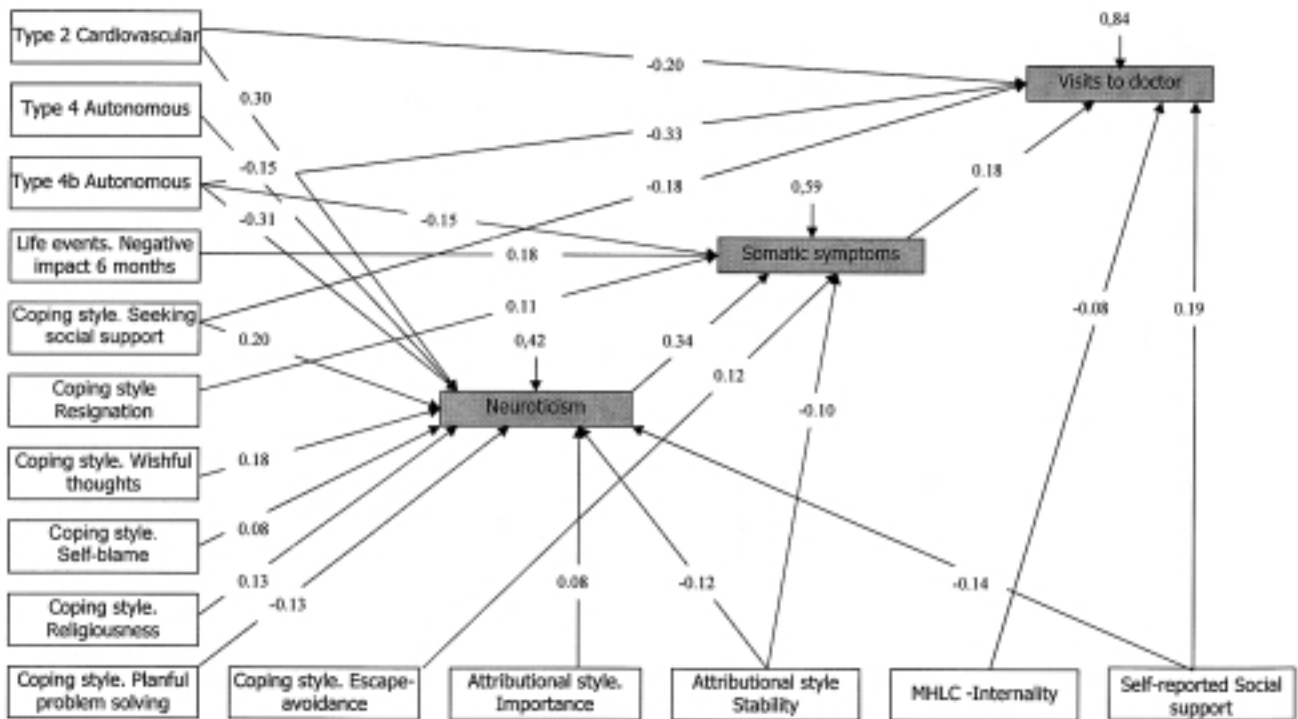 0,84
Type 2 Cardiovascular
-0.20
Visits to doctor
0.30
Type 4 Autonomous
-0.33
-0.15
Type 4b Autonomous
-0.18
0.18
0,59
-0.31
-0.15
Life events. Negative
impact 6 months
0.18
Somatic symptoms
Coping style. Seeking
social support
0.11
-0.08
0.19
0.20
0,42
0.34
Coping style
Resignation
0.12
Neuroticism
-0.10
Coping style. Wishful
thoughts
0.18
Coping style.
Self-blame
0.08
0.13
0.08
-0.12
-0.14
Coping style.
Religiousness
-0.13
Coping style. Planful
problem solving
Coping style. Escape-
avoidance
Attributional style.
Importance
Attributional style
Stability
MHLC -Internality
Self-reported Social
support